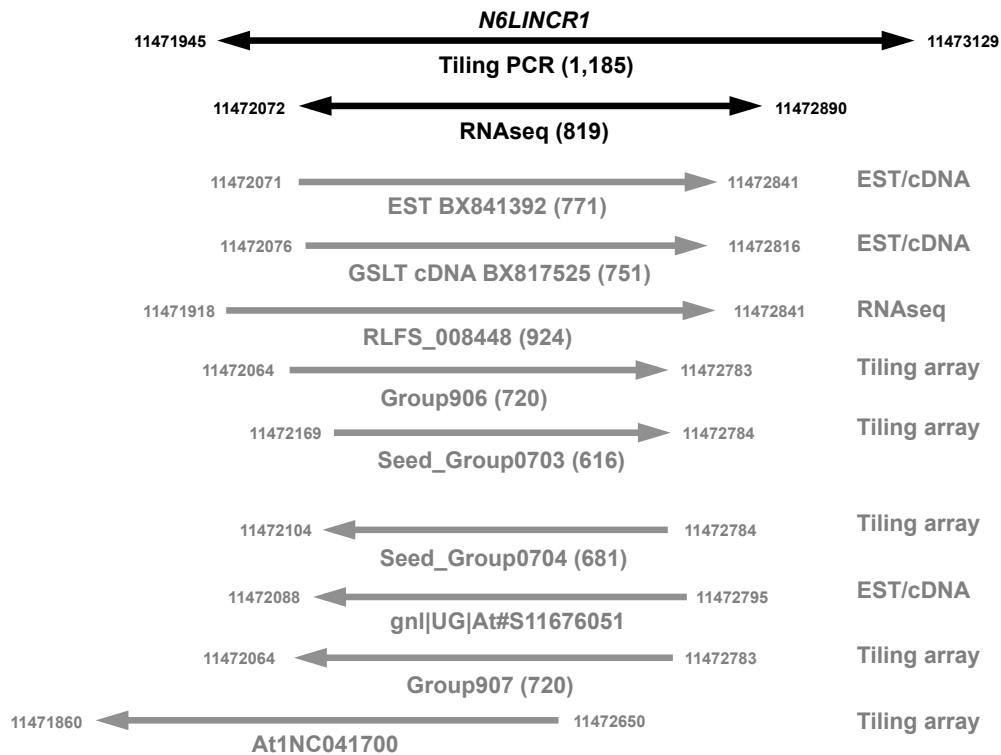 N6LINCR1
11471945 11473129
Tiling PCR (1,185)
11472072 11472890
RNAseq (819)
11472071 11472841 EST/cDNA
EST BX841392 (771)
11472076 11472816 EST/cDNA
GSLT cDNA BX817525 (751)
11471918 11472841 RNAseq
RLFS_008448 (924)
11472064 11472783 Tiling array
Group906 (720)
11472169 11472784 Tiling array
Seed_Group0703 (616)
11472104 11472784 Tiling array
Seed_Group0704 (681)
11472088 11472795 EST/cDNA
gnl|UG|At#S11676051
11472064 11472783 Tiling array
Group907 (720)
11471860 11472650 Tiling array
At1NC041700